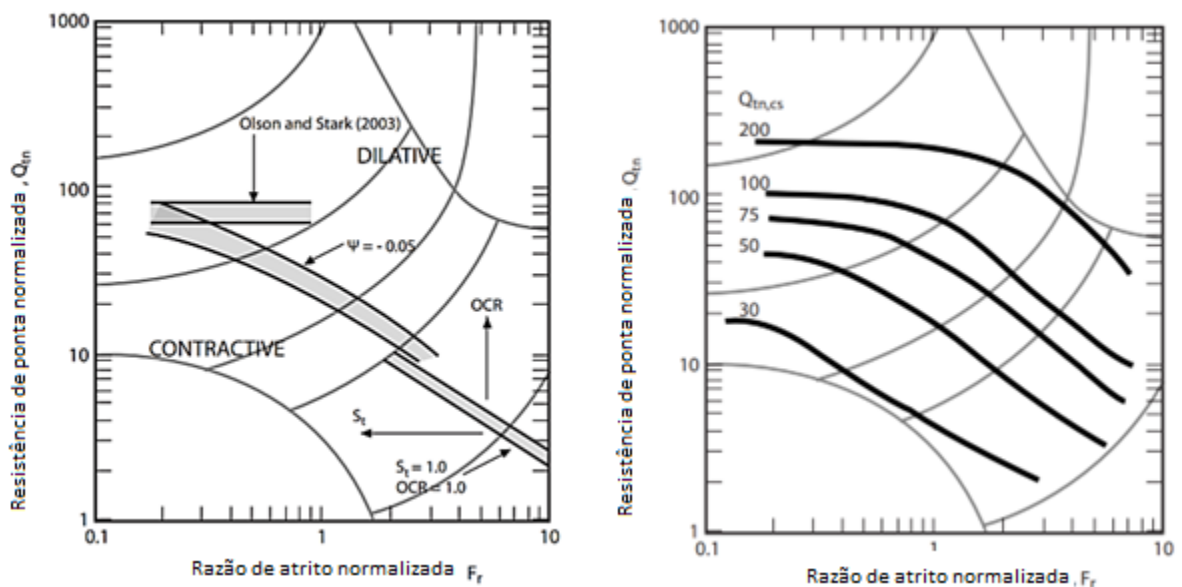 1000
100
10
1
0.1
1
10
Resistência de ponta normalizada , Qtn
Olson and Stark (2003)
DILATIVE
Ψ = - 0.05
OCR
CONTRACTIVE
St
St = 1.0
OCR = 1.0
Razão de atrito normalizada Fr
1000
100
10
1
0.1
1
10
Resistência de ponta normalizada , Qtn
Qtn,cs
200
100
75
50
30
Razão de atrito normalizada , Fr